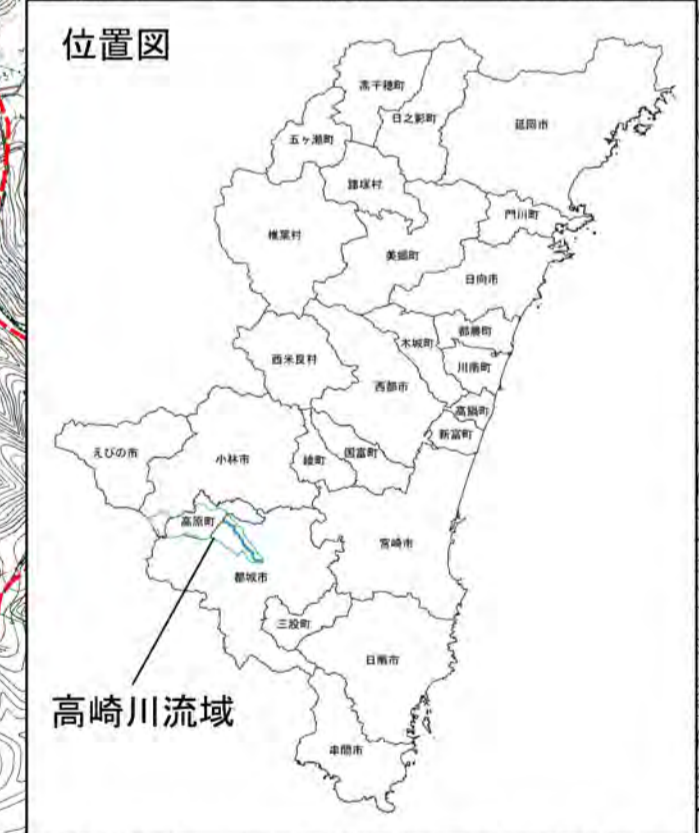 位置図
高千穂町
日之影町
延岡市
五ヶ瀬町
諸塚村
椎葉村
門川町
美郷町
日向市
都農町
木城町
川南町
西米良村
西都市
高鍋町
新富町
えびの市
小林市
綾町
国富町
高原町
宮崎市
都城市
三股町
日南市
高崎川流域
串間市